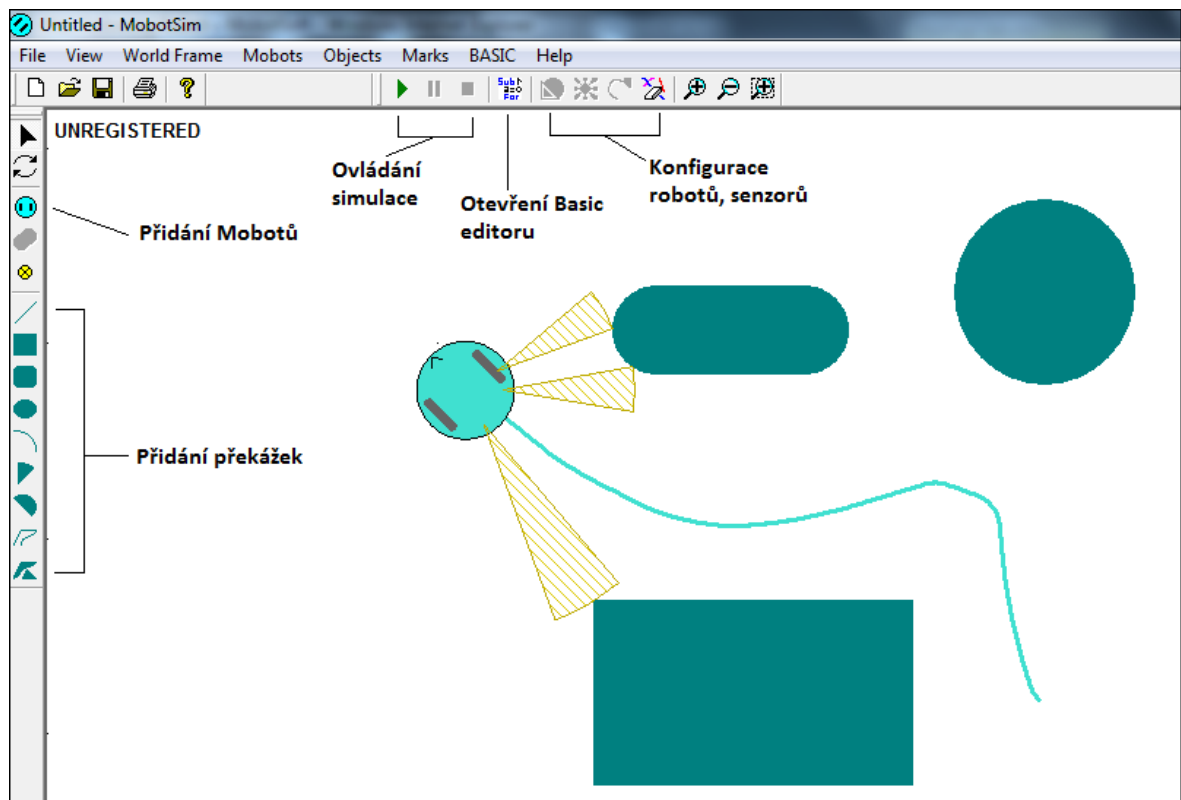 Untitled - MobotSim
File View World Frame Mobots Objects Marks BASIC Help
UNREGISTERED
Ovládání
simulace
Otevření Basic
editoru
Konfigurace
robotů, senzorů
Přidání Mobotů
Přidání překážek